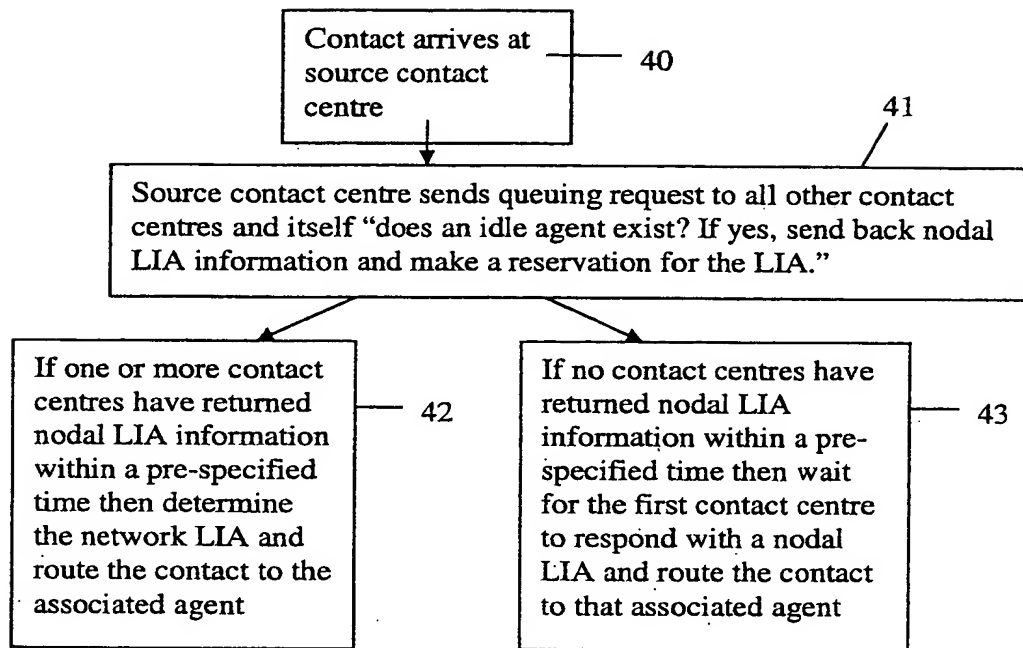 Contact arrives at
source contact
centre
40
41
Source contact centre sends queuing request to all other contact
centres and itself “does an idle agent exist? If yes, send back nodal
LIA information and make a reservation for the LIA.”
If one or more contact
centres have returned
nodal LIA information
within a pre-specified
time then determine
the network LIA and
route the contact to the
associated agent
42
If no contact centres have
returned nodal LIA
information within a pre-
specified time then wait
for the first contact centre
to respond with a nodal
LIA and route the contact
to that associated agent
43